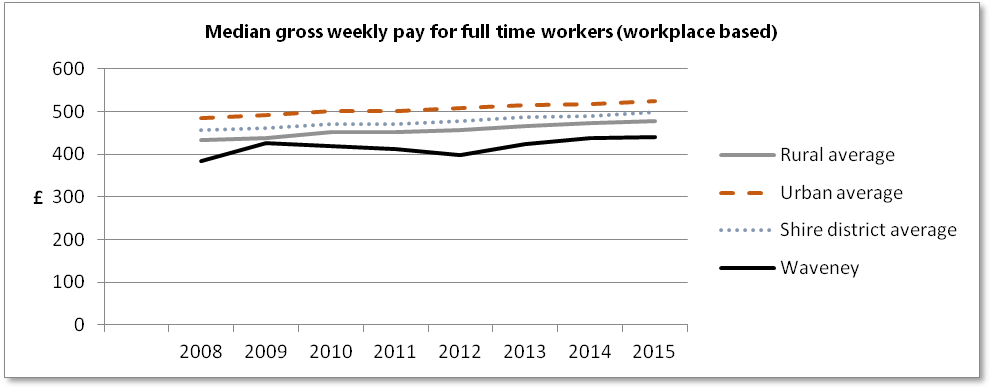 Median gross weekly pay for full time workers (workplace based)
600
500
400
300
200
100
0
£
2008 2009 2010 2011 2012 2013 2014 2015
Rural average
Urban average
Shire district average
Waveney